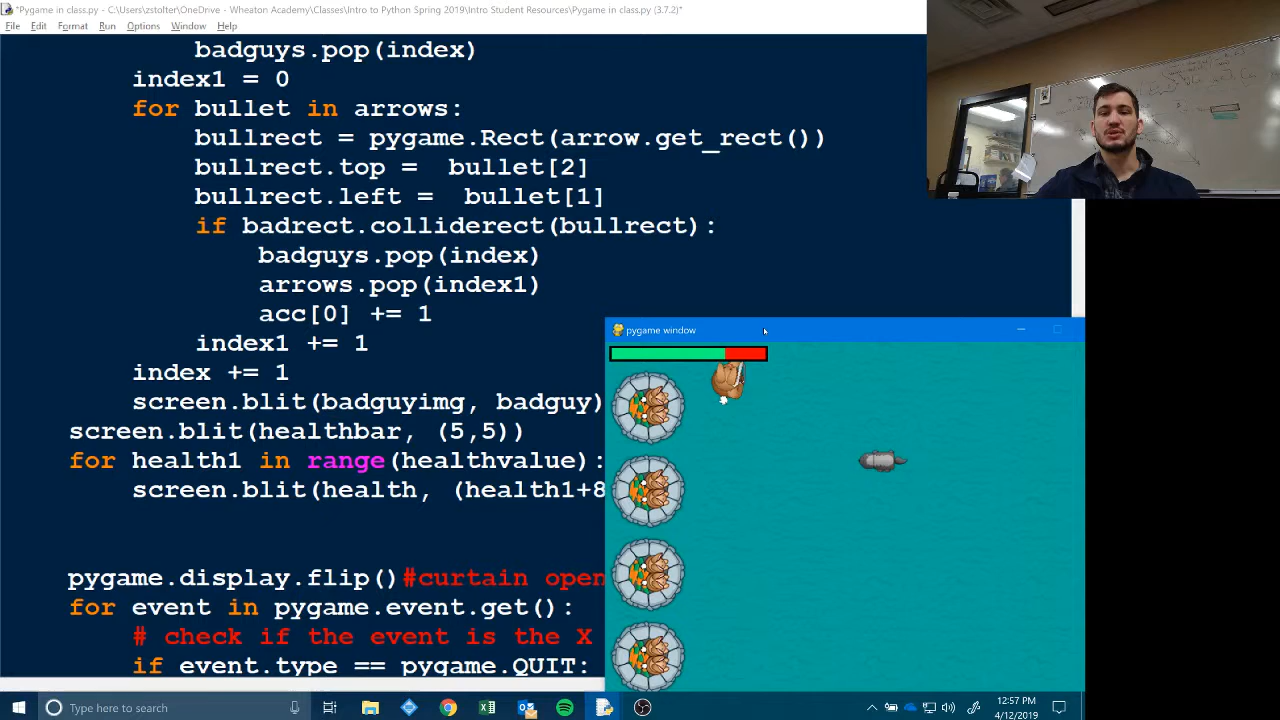 *Pygame in class.py - C:\Users\zstolter\OneDrive - Wheaton Academy\Classes\Intro to Python Spring 2019\Intro Student Resources\Pygame in class.py (3.7.2)*
File Edit Format Run Options Window Help
badguys.pop(index)
index1 = 0
for bullet in arrows:
bullrect = pygame.Rect(arrow.get_rect())
bullrect.top =  bullet[2]
bullrect.left =  bullet[1]
if badrect.colliderect(bullrect):
badguys.pop(index)
arrows.pop(index1)
acc[0] += 1
index1 += 1
index += 1
screen.blit(badguyimg, badguy)
screen.blit(healthbar, (5,5))
for health1 in range(healthvalue):
screen.blit(health, (health1+8
pygame.display.flip()#curtain open
for event in pygame.event.get():
# check if the event is the X
if event.type == pygame.QUIT:
pygame window
Type here to search
12:57 PM
4/12/2019